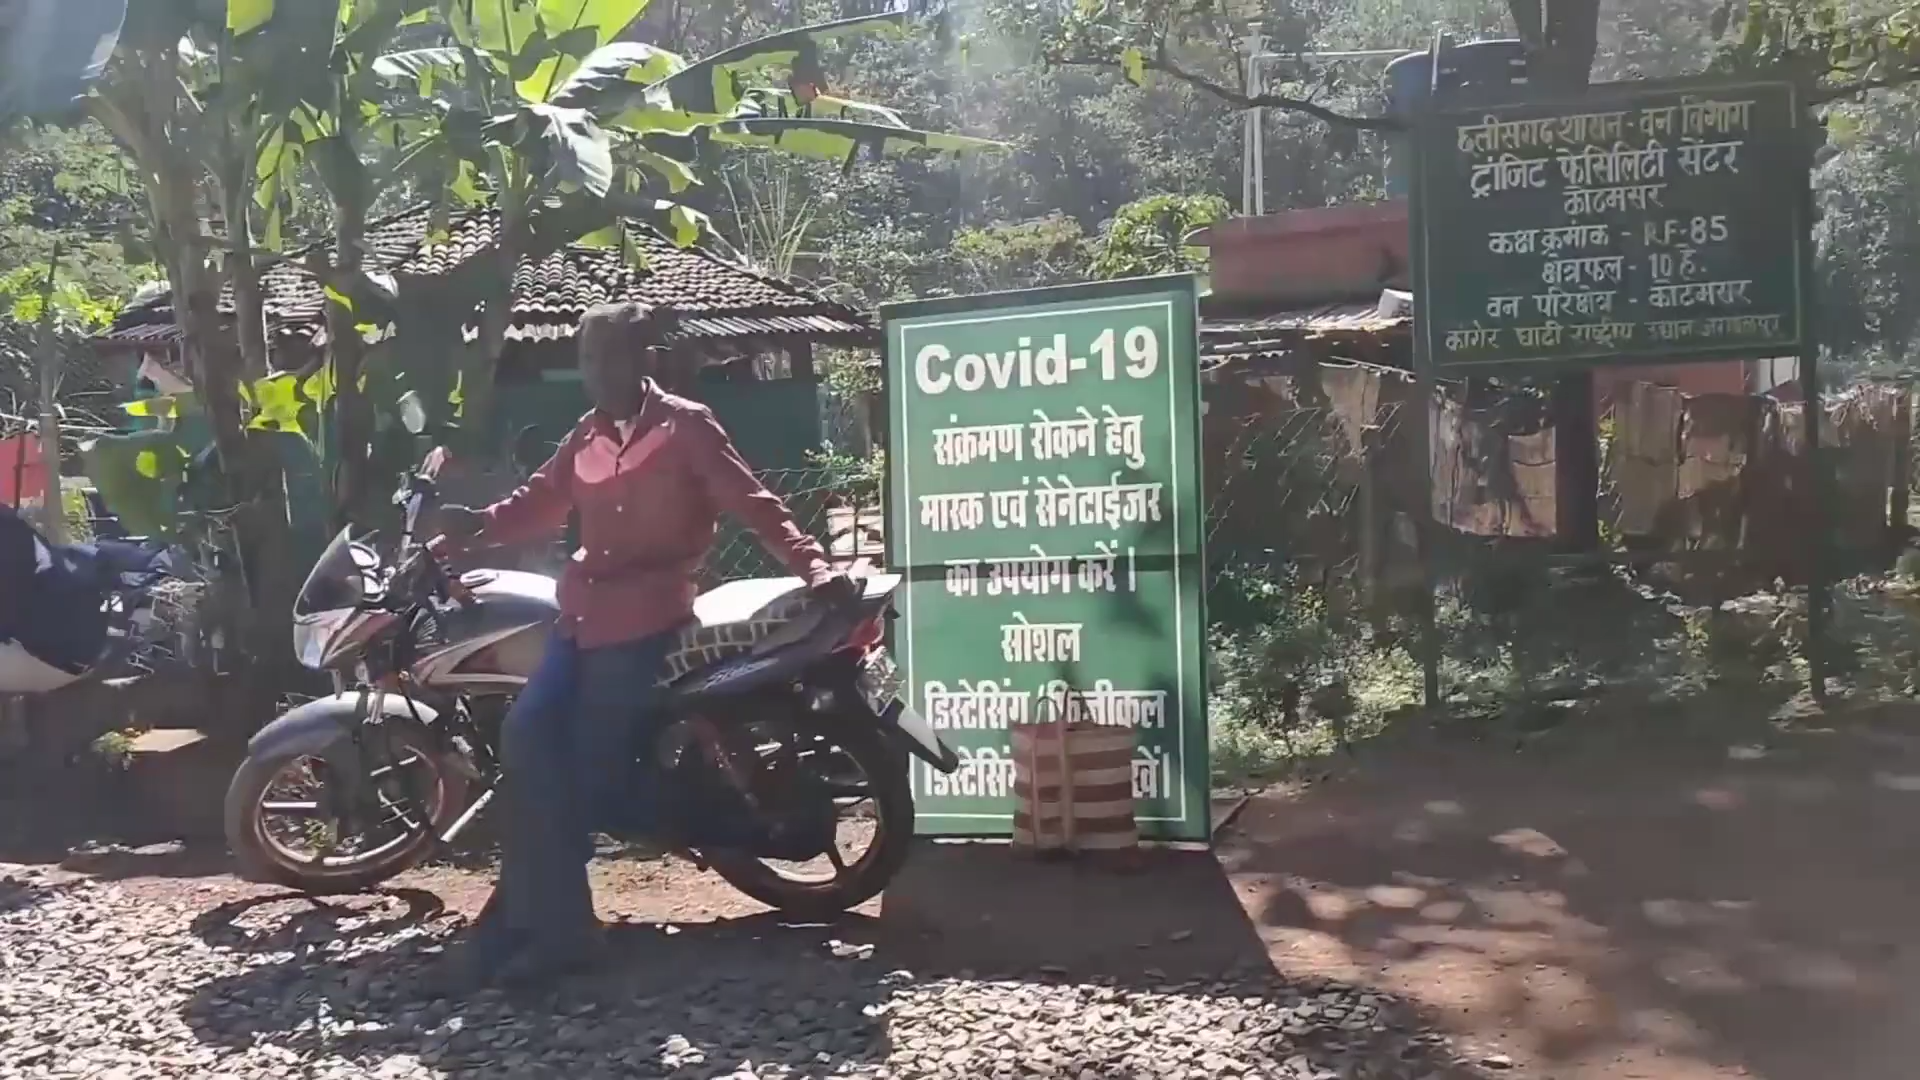 Covid-19
संक्रमण रोकने हेतु
मास्क एवं सेनेटाईजर
का उपयोग करें।
सोशल
डिस्टेसिंग/फिजीकल
डिस्टेसिंग
छत्तीसगढ़ शासन - वन विभाग
ट्रांजिट फेसिलिटी सेंटर
कोटमसर
कक्ष क्रमांक - RF-85
क्षेत्रफल - 10 हे.
वन परिक्षेत्र - कोटमसर
कांगेर घाटी राष्ट्रीय उद्यान जगदलपुर